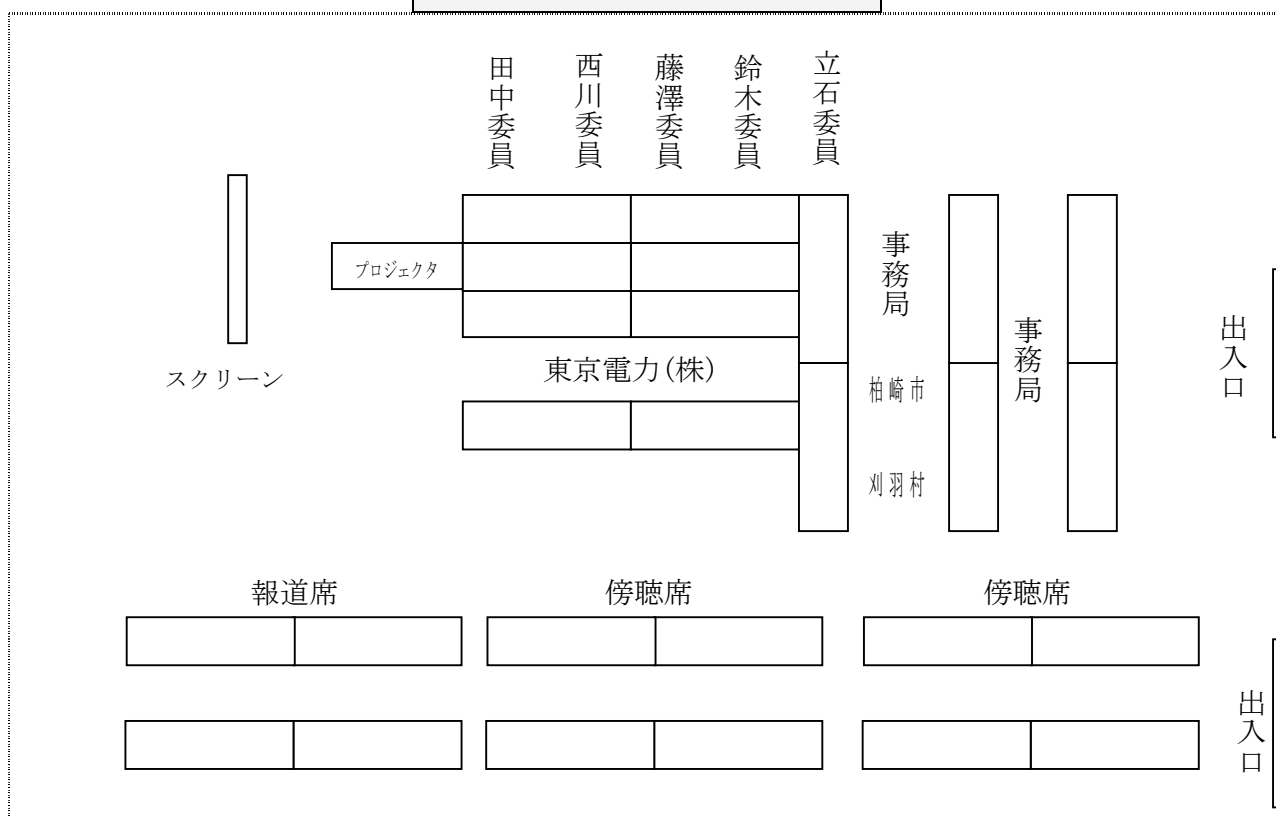 田中委員
西川委員
藤澤委員
鈴木委員
立石委員
プロジェクタ
スクリーン
東京電力(株)
事務局
柏崎市
刈羽村
事務局
出入口
報道席
傍聴席
傍聴席
出入口